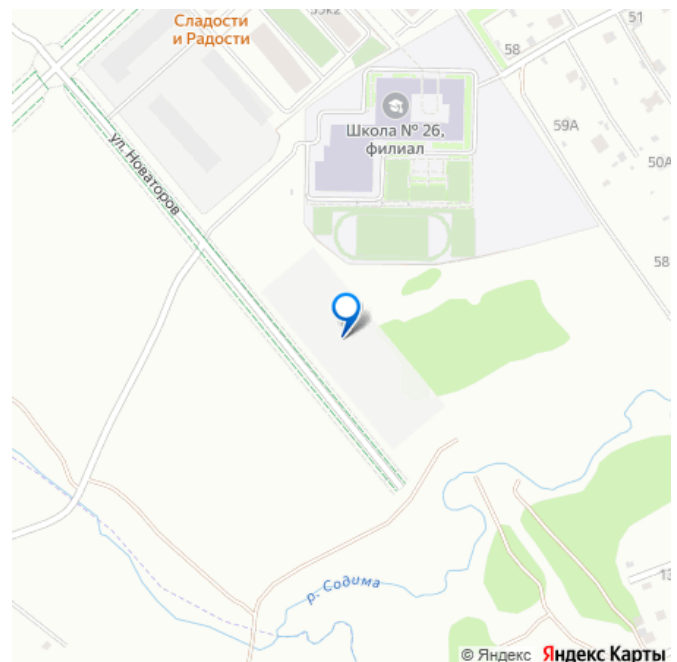 51
Сладости
и Радости
58
59А
Школа № 26,
филиал
50А
ул. Новаторов
58
р. Содима
© Яндекс Яндекс Карты